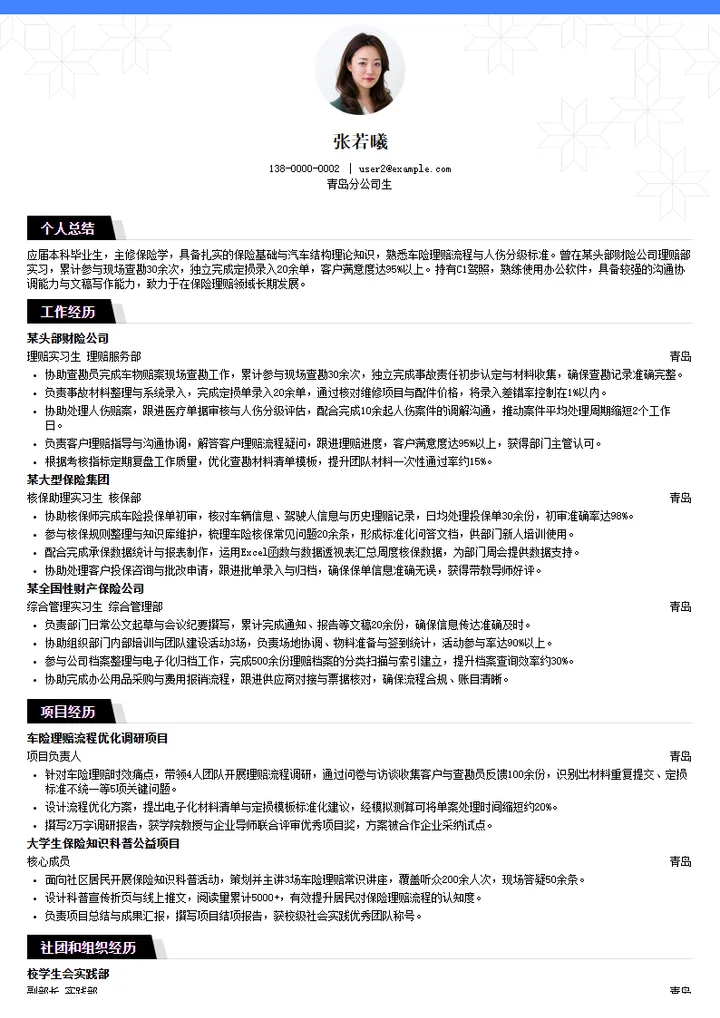 张若曦
138-0000-0002 | user2@example.com
青岛分公司生
个人总结
应届本科毕业生，主修保险学，具备扎实的保险基础与汽车结构理论知识，熟悉车险理赔流程与人伤分级标准。曾在某头部财险公司理赔部
实习，累计参与现场查勘30余次，独立完成定损录入20余单，客户满意度达95%以上。持有C1驾照，熟练使用办公软件，具备较强的沟通协
调能力与文稿写作能力，致力于在保险理赔领域长期发展。
工作经历
某头部财险公司
理赔实习生 理赔服务部 青岛
• 协助查勘员完成车物赔案现场查勘工作，累计参与现场查勘30余次，独立完成事故责任初步认定与材料收集，确保查勘记录准确完整。
• 负责事故材料整理与系统录入，完成定损单录入20余单，通过核对维修项目与配件价格，将录入差错率控制在1%以内。
• 协助处理人伤赔案，跟进医疗单据审核与人伤分级评估，配合完成10余起人伤案件的调解沟通，推动案件平均处理周期缩短2个工作
日。
• 负责客户理赔指导与沟通协调，解答客户理赔流程疑问，跟进理赔进度，客户满意度达95%以上，获得部门主管认可。
• 根据考核指标定期复盘工作质量，优化查勘材料清单模板，提升团队材料一次性通过率约15%。
某大型保险集团
核保助理实习生 核保部 青岛
• 协助核保师完成车险投保单初审，核对车辆信息、驾驶人信息与历史理赔记录，日均处理投保单30余份，初审准确率达98%。
• 参与核保规则整理与知识库维护，梳理车险核保常见问题20余条，形成标准化问答文档，供部门新人培训使用。
• 配合完成承保数据统计与报表制作，运用Excel函数与数据透视表汇总周度核保数据，为部门周会提供数据支持。
• 协助处理客户投保咨询与批改申请，跟进批单录入与归档，确保保单信息准确无误，获得带教导师好评。
某全国性财产保险公司
综合管理实习生 综合管理部 青岛
• 负责部门日常公文起草与会议纪要撰写，累计完成通知、报告等文稿20余份，确保信息传达准确及时。
• 协助组织部门内部培训与团队建设活动3场，负责场地协调、物料准备与签到统计，活动参与率达90%以上。
• 参与公司档案整理与电子化归档工作，完成500余份理赔档案的分类扫描与索引建立，提升档案查询效率约30%。
• 协助完成办公用品采购与费用报销流程，跟进供应商对接与票据核对，确保流程合规、账目清晰。
项目经历
车险理赔流程优化调研项目
项目负责人 青岛
• 针对车险理赔时效痛点，带领4人团队开展理赔流程调研，通过问卷与访谈收集客户与查勘员反馈100余份，识别出材料重复提交、定损
标准不统一等5项关键问题。
• 设计流程优化方案，提出电子化材料清单与定损模板标准化建议，经模拟测算可将单案处理时间缩短约20%。
• 撰写2万字调研报告，获学院教授与企业导师联合评审优秀项目奖，方案被合作企业采纳试点。
大学生保险知识科普公益项目
核心成员 青岛
• 面向社区居民开展保险知识科普活动，策划并主讲3场车险理赔常识讲座，覆盖听众200余人次，现场答疑50余条。
• 设计科普宣传折页与线上推文，阅读量累计5000+，有效提升居民对保险理赔流程的认知度。
• 负责项目总结与成果汇报，撰写项目结项报告，获校级社会实践优秀团队称号。
社团和组织经历
校学生会实践部
副部长 实践部 青岛